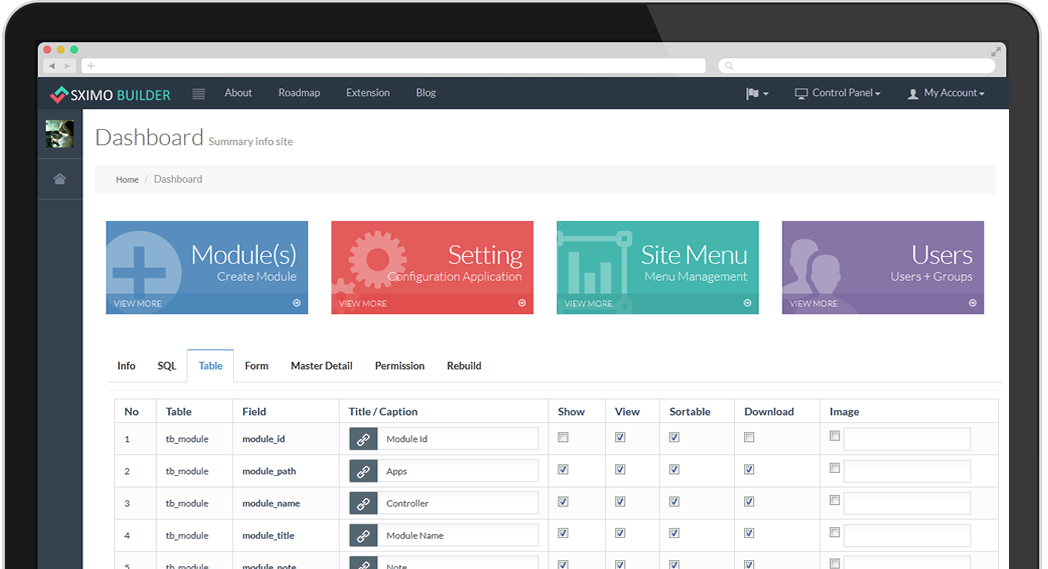 SXIMO BUILDER About Roadmap Extension Blog Control Panel My Account
Dashboard Summary info site
Home / Dashboard
Module(s) Setting Site Menu Users
Create Module Configuration Application Menu Management Users + Groups
VIEW MORE VIEW MORE VIEW MORE VIEW MORE
Info SQL Table Form Master Detail Permission Rebuild
No Table Field Title / Caption Show View Sortable Download Image
1 tb_module module_id Module Id
2 tb_module module_path Apps
3 tb_module module_name Controller
4 tb_module module_title Module Name
5 tb_module module_note Note